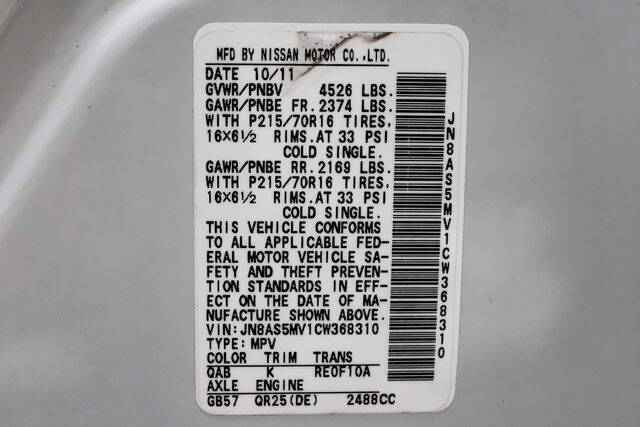 MFD BY NISSAN MOTOR CO.,LTD.
DATE 10/11
GVWR/PNBV 4526 LBS.
GAWR/PNBE FR. 2374 LBS.
WITH P215/70R16 TIRES,
16X6½ RIMS.AT 33 PSI
COLD SINGLE.
GAWR/PNBE RR. 2169 LBS.
WITH P215/70R16 TIRES,
16X6½ RIMS.AT 33 PSI
COLD SINGLE.
THIS VEHICLE CONFORMS
TO ALL APPLICABLE FED-
ERAL MOTOR VEHICLE SA-
FETY AND THEFT PREVEN-
TION STANDARDS IN EFF-
ECT ON THE DATE OF MA-
NUFACTURE SHOWN ABOVE.
VIN:JN8AS5MV1CW368310
TYPE:MPV
COLOR TRIM TRANS
QAB K RE0F10A
AXLE ENGINE
GB57 QR25(DE) 2488CC
JN8AS5MV1CW368310